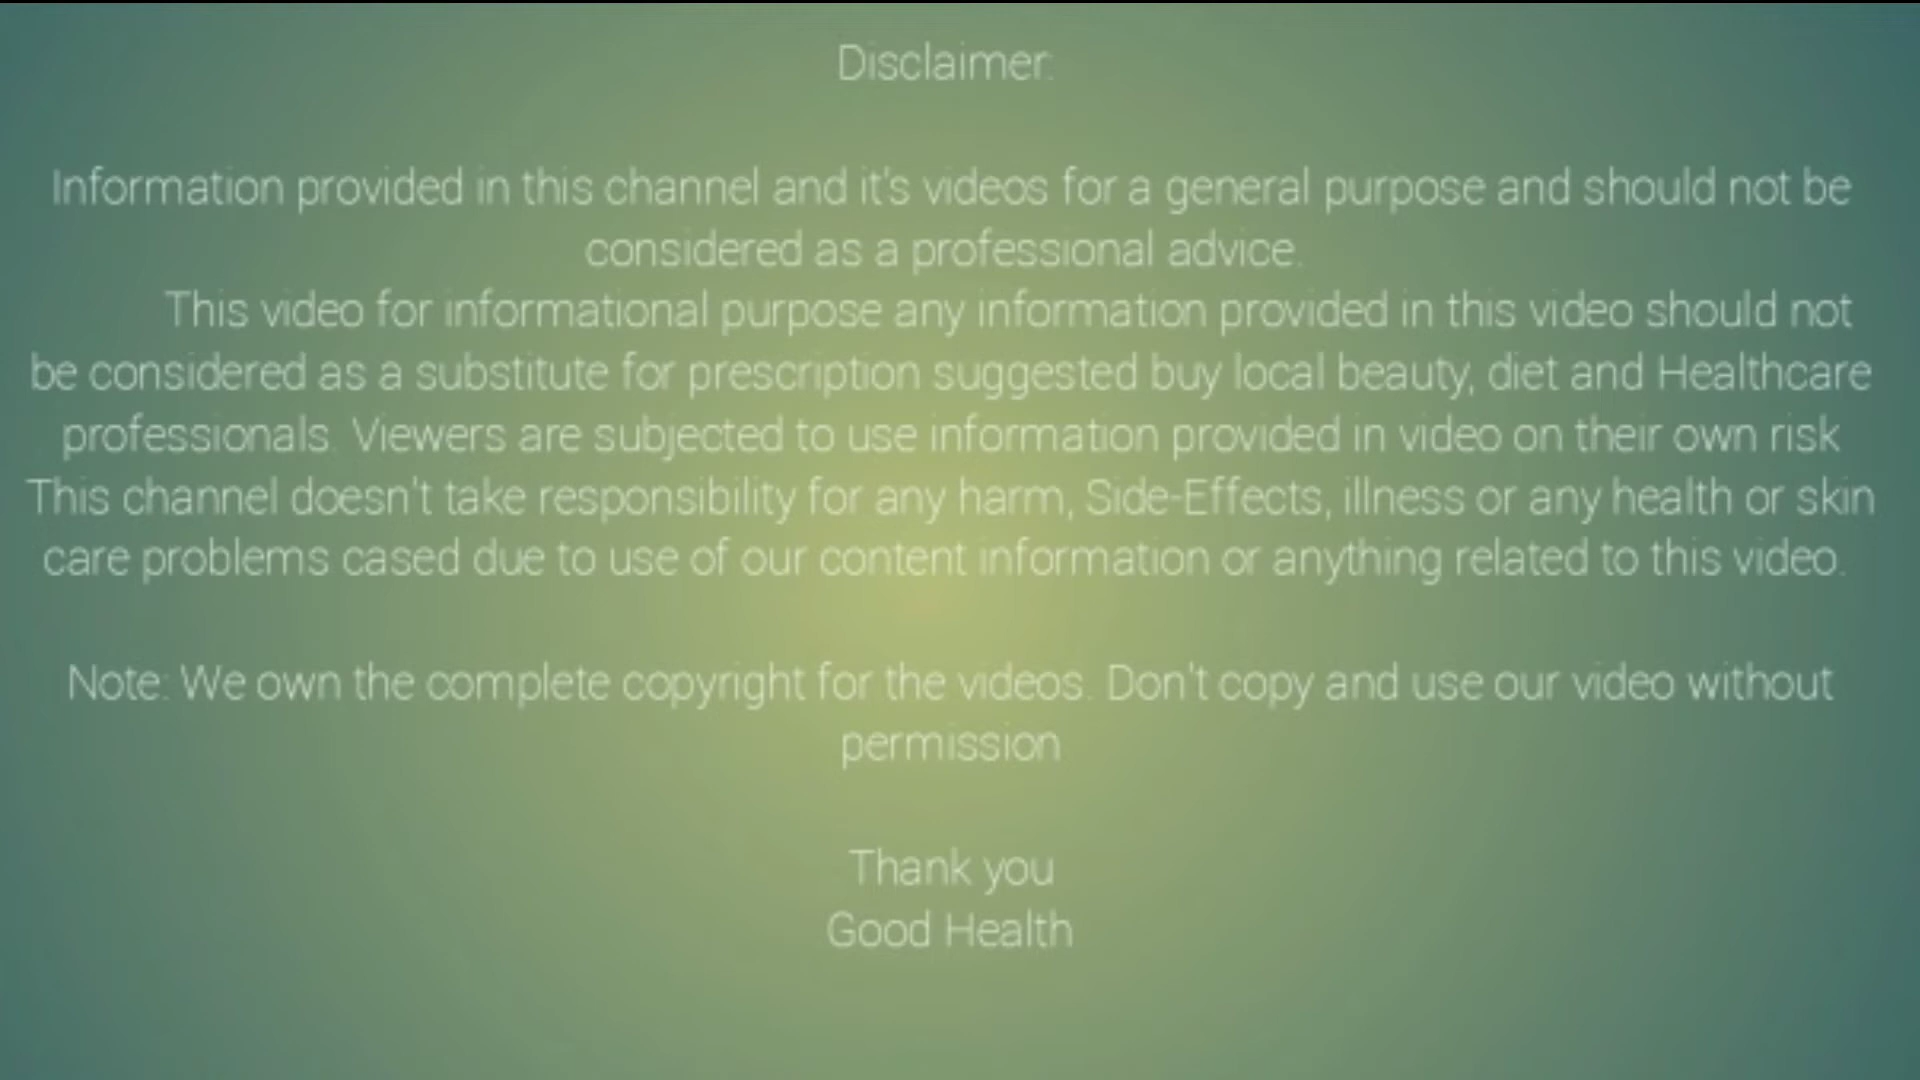 Disclaimer:
Information provided in this channel and it's videos for a general purpose and should not be
considered as a professional advice.
This video for informational purpose any information provided in this video should not
be considered as a substitute for prescription suggested buy local beauty, diet and Healthcare
professionals. Viewers are subjected to use information provided in video on their own risk
This channel doesn't take responsibility for any harm, Side-Effects, illness or any health or skin
care problems cased due to use of our content information or anything related to this video.
Note: We own the complete copyright for the videos. Don't copy and use our video without
permission
Thank you
Good Health